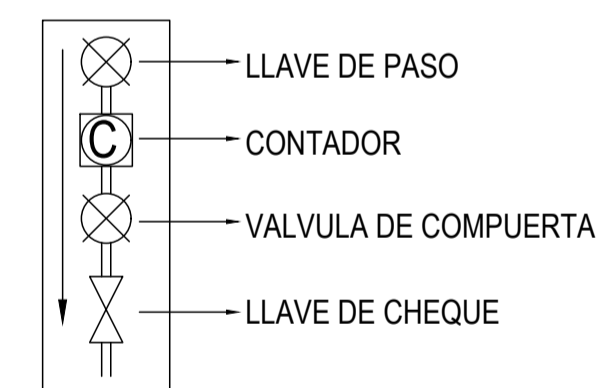 LLAVE DE PASO
C CONTADOR
VALVULA DE COMPUERTA
LLAVE DE CHEQUE